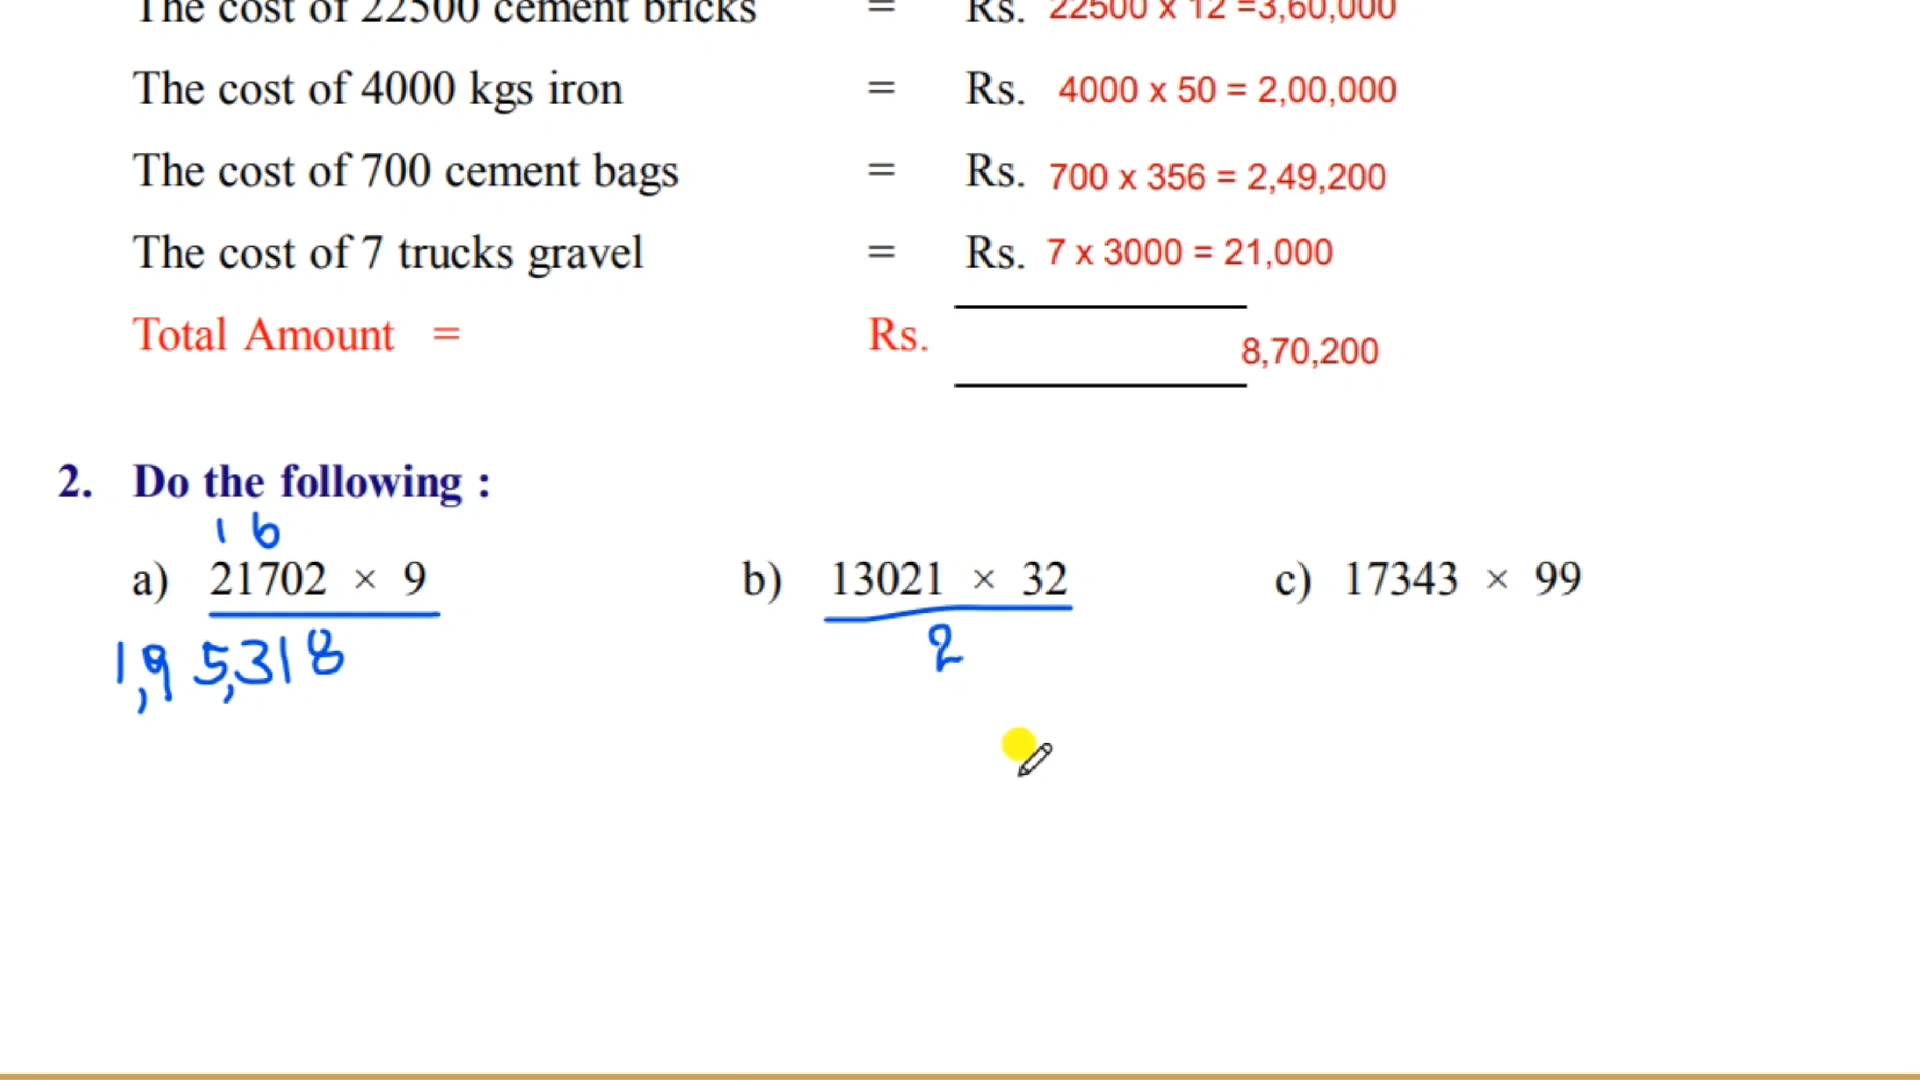 The cost of 22500 cement bricks = Rs. 22500 x 12 =3,60,000
The cost of 4000 kgs iron = Rs. 4000 x 50 = 2,00,000
The cost of 700 cement bags = Rs. 700 x 356 = 2,49,200
The cost of 7 trucks gravel = Rs. 7 x 3000 = 21,000
Total Amount = Rs. 8,70,200
2. Do the following :
1 6
a) 21702 × 9 b) 13021 × 32 c) 17343 × 99
1,95,318 2